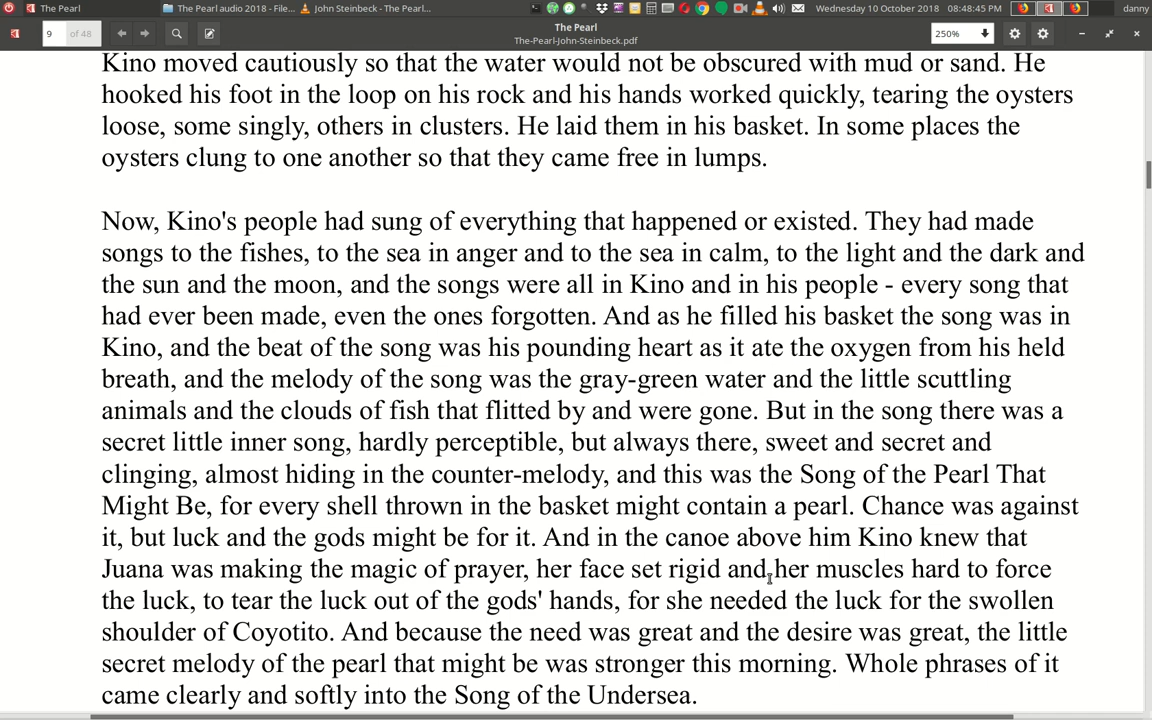 The Pearl
The Pearl audio 2018 - File...
John Steinbeck - The Pearl...
Wednesday 10 October 2018
08:48:45 PM
danny
9 of 48
The Pearl
The-Pearl-John-Steinbeck.pdf
250%
Kino moved cautiously so that the water would not be obscured with mud or sand. He
hooked his foot in the loop on his rock and his hands worked quickly, tearing the oysters
loose, some singly, others in clusters. He laid them in his basket. In some places the
oysters clung to one another so that they came free in lumps.
Now, Kino's people had sung of everything that happened or existed. They had made
songs to the fishes, to the sea in anger and to the sea in calm, to the light and the dark and
the sun and the moon, and the songs were all in Kino and in his people - every song that
had ever been made, even the ones forgotten. And as he filled his basket the song was in
Kino, and the beat of the song was his pounding heart as it ate the oxygen from his held
breath, and the melody of the song was the gray-green water and the little scuttling
animals and the clouds of fish that flitted by and were gone. But in the song there was a
secret little inner song, hardly perceptible, but always there, sweet and secret and
clinging, almost hiding in the counter-melody, and this was the Song of the Pearl That
Might Be, for every shell thrown in the basket might contain a pearl. Chance was against
it, but luck and the gods might be for it. And in the canoe above him Kino knew that
Juana was making the magic of prayer, her face set rigid and her muscles hard to force
the luck, to tear the luck out of the gods' hands, for she needed the luck for the swollen
shoulder of Coyotito. And because the need was great and the desire was great, the little
secret melody of the pearl that might be was stronger this morning. Whole phrases of it
came clearly and softly into the Song of the Undersea.